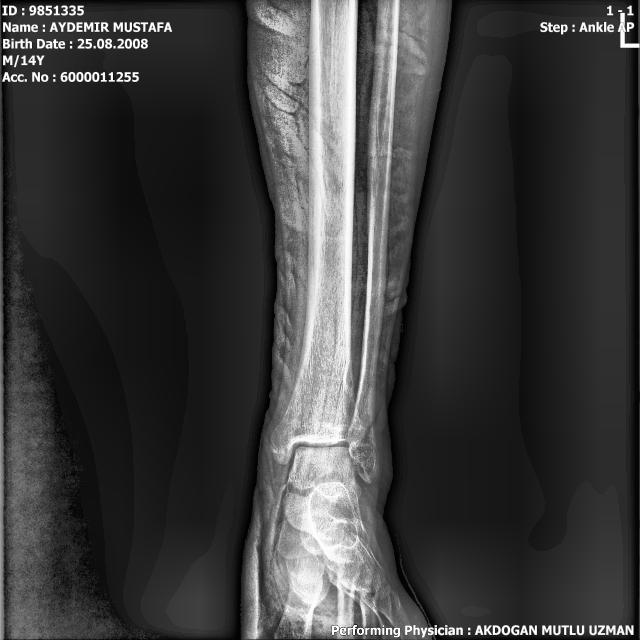 ID : 9851335
Name : AYDEMIR MUSTAFA
Birth Date : 25.08.2008
M/14Y
Acc. No : 6000011255
1 - 1
Step : Ankle AP
L
Performing Physician : AKDOGAN MUTLU UZMAN